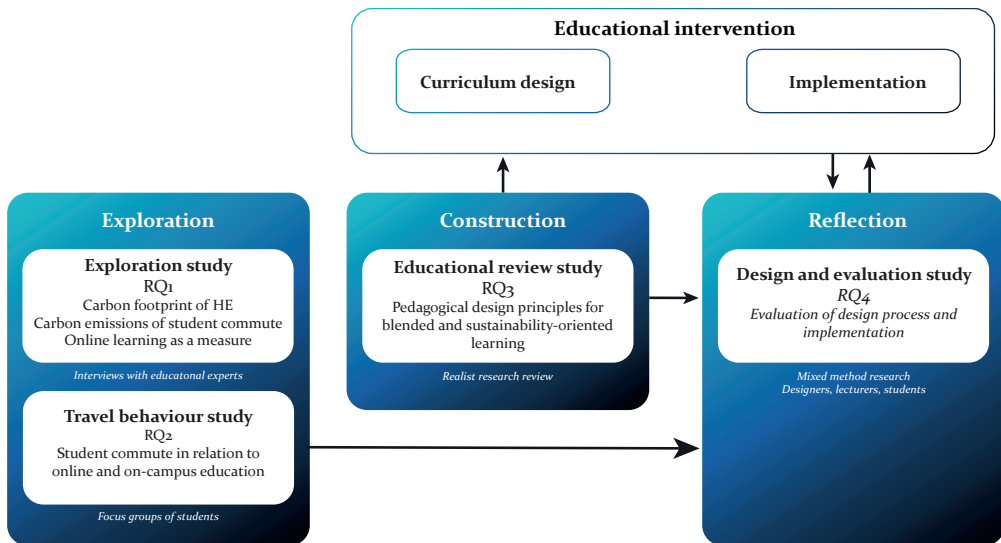 Educational intervention
Curriculum design
Implementation
Exploration
Exploration study
RQ1
Carbon footprint of HE
Carbon emissions of student commute
Online learning as a measure
Interviews with educatonal experts
Travel behaviour study
RQ2
Student commute in relation to
online and on-campus education
Focus groups of students
Construction
Educational review study
RQ3
Pedagogical design principles for
blended and sustainability-oriented
learning
Realist research review
Reflection
Design and evaluation study
RQ4
Evaluation of design process and
implementation
Mixed method research
Designers, lecturers, students